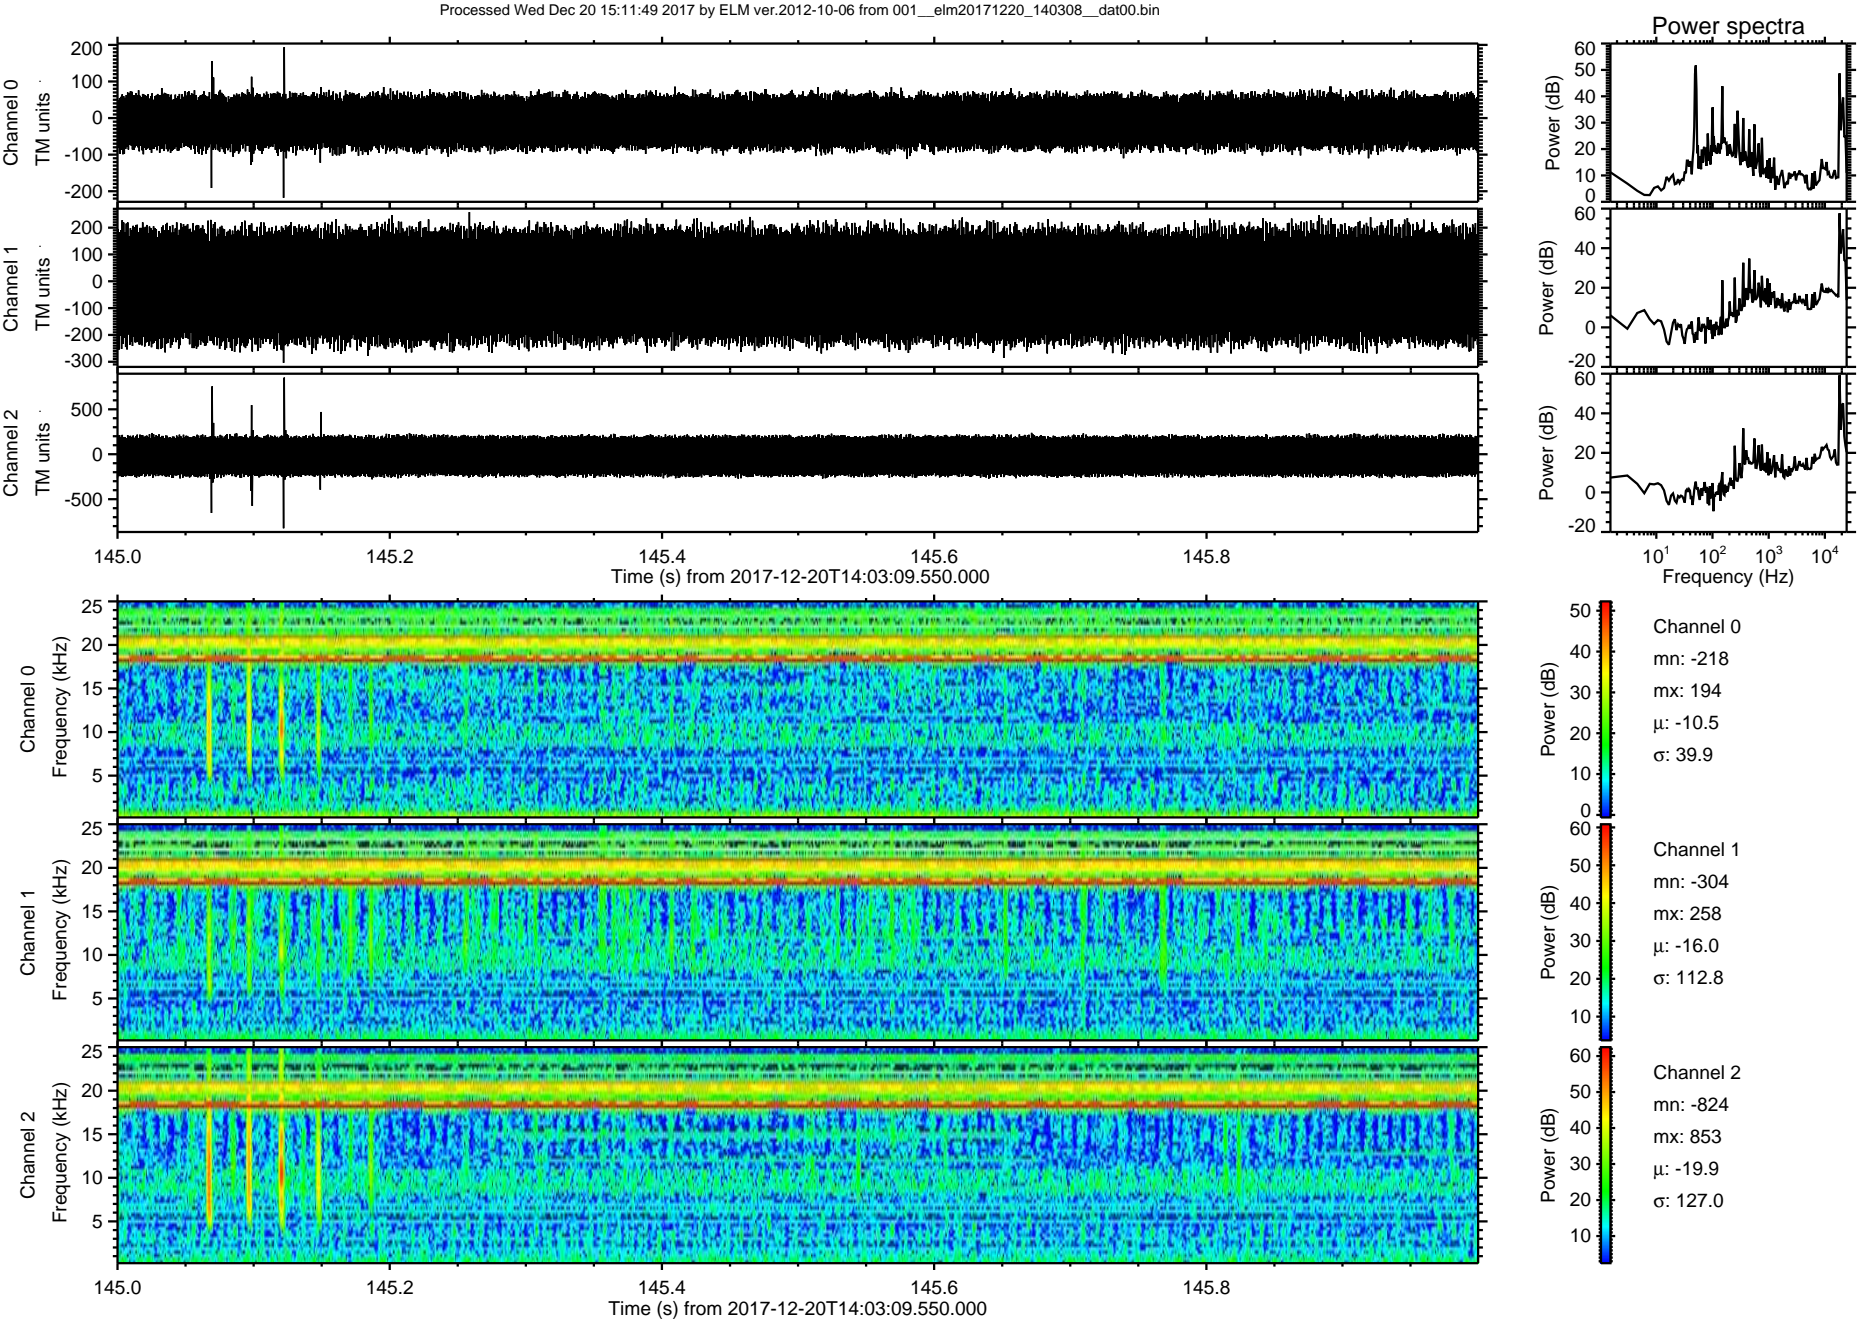 Processed Wed Dec 20 15:11:49 2017 by ELM ver.2012-10-06 from 001__elm20171220_140308__dat00.bin
Power spectra
Channel 0
TM units
200
100
0
-100
-200
Power (dB)
60
50
40
30
20
10
0
Channel 1
TM units
200
100
0
-100
-200
-300
Power (dB)
60
40
20
0
-20
Channel 2
TM units
500
0
-500
Power (dB)
60
40
20
0
-20
145.0 145.2 145.4 145.6 145.8
Time (s) from 2017-12-20T14:03:09.550.000
10¹ 10² 10³ 10⁴
Frequency (Hz)
Channel 0
Frequency (kHz)
25
20
15
10
5
Power (dB)
50
40
30
20
10
0
Channel 0
mn: -218
mx: 194
μ: -10.5
σ: 39.9
Channel 1
Frequency (kHz)
25
20
15
10
5
Power (dB)
60
50
40
30
20
10
Channel 1
mn: -304
mx: 258
μ: -16.0
σ: 112.8
Channel 2
Frequency (kHz)
25
20
15
10
5
Power (dB)
60
50
40
30
20
10
Channel 2
mn: -824
mx: 853
μ: -19.9
σ: 127.0
145.0 145.2 145.4 145.6 145.8
Time (s) from 2017-12-20T14:03:09.550.000